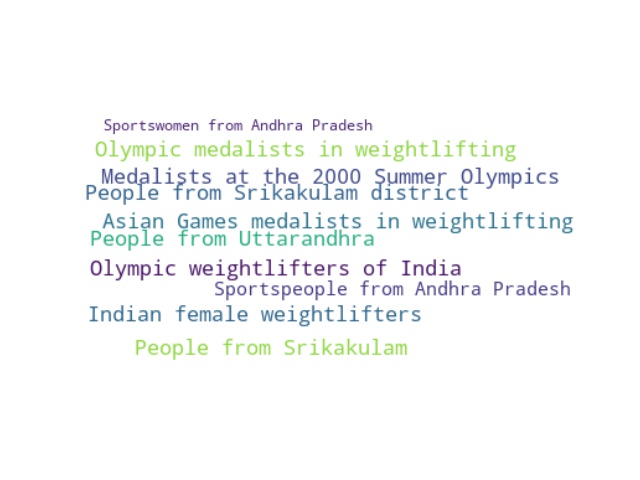 Sportswomen from Andhra Pradesh
Olympic medalists in weightlifting
Medalists at the 2000 Summer Olympics
People from Srikakulam district
Asian Games medalists in weightlifting
People from Uttarandhra
Olympic weightlifters of India
Sportspeople from Andhra Pradesh
Indian female weightlifters
People from Srikakulam